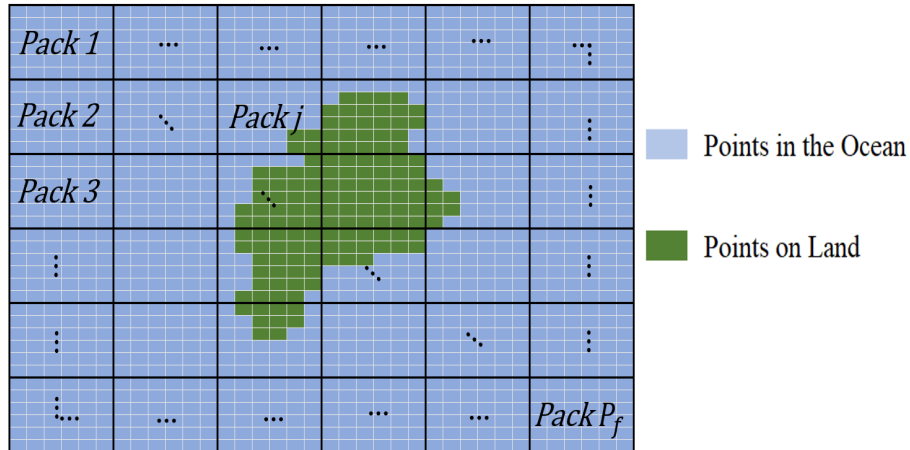 Pack 1
Pack 2
Pack j
Pack 3
Pack P_f
Points in the Ocean
Points on Land